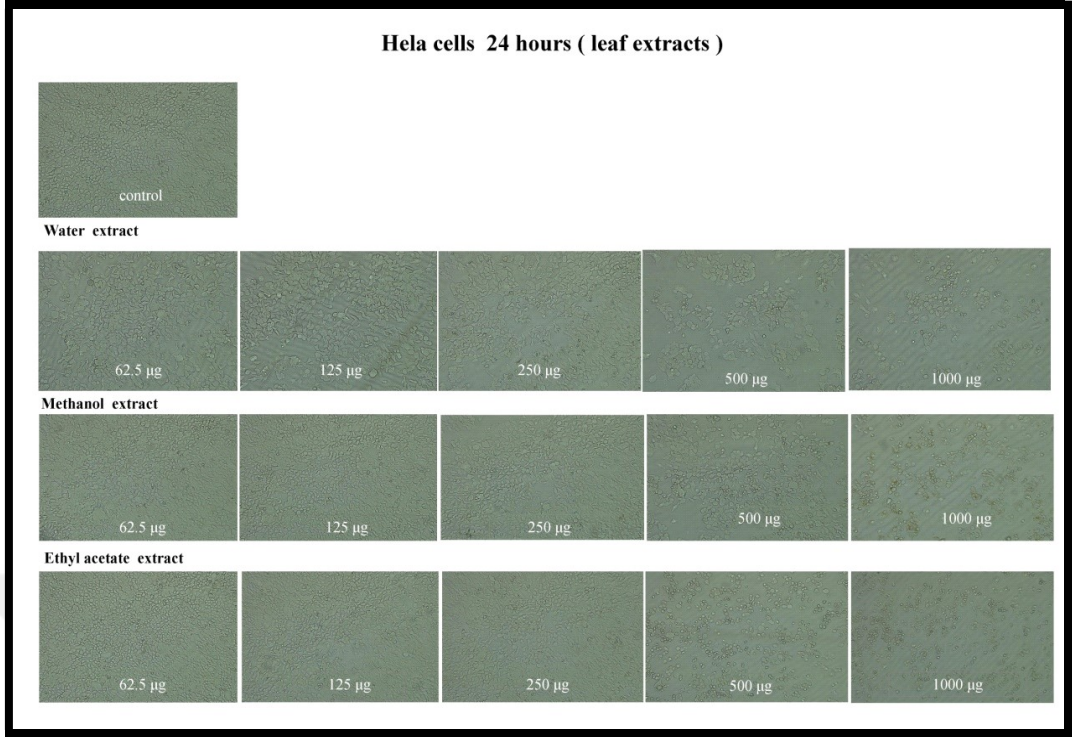 Hela cells 24 hours ( leaf extracts )
control
Water extract
62.5 µg
125 µg
250 µg
500 µg
1000 µg
Methanol extract
62.5 µg
125 µg
250 µg
500 µg
1000 µg
Ethyl acetate extract
62.5 µg
125 µg
250 µg
500 µg
1000 µg